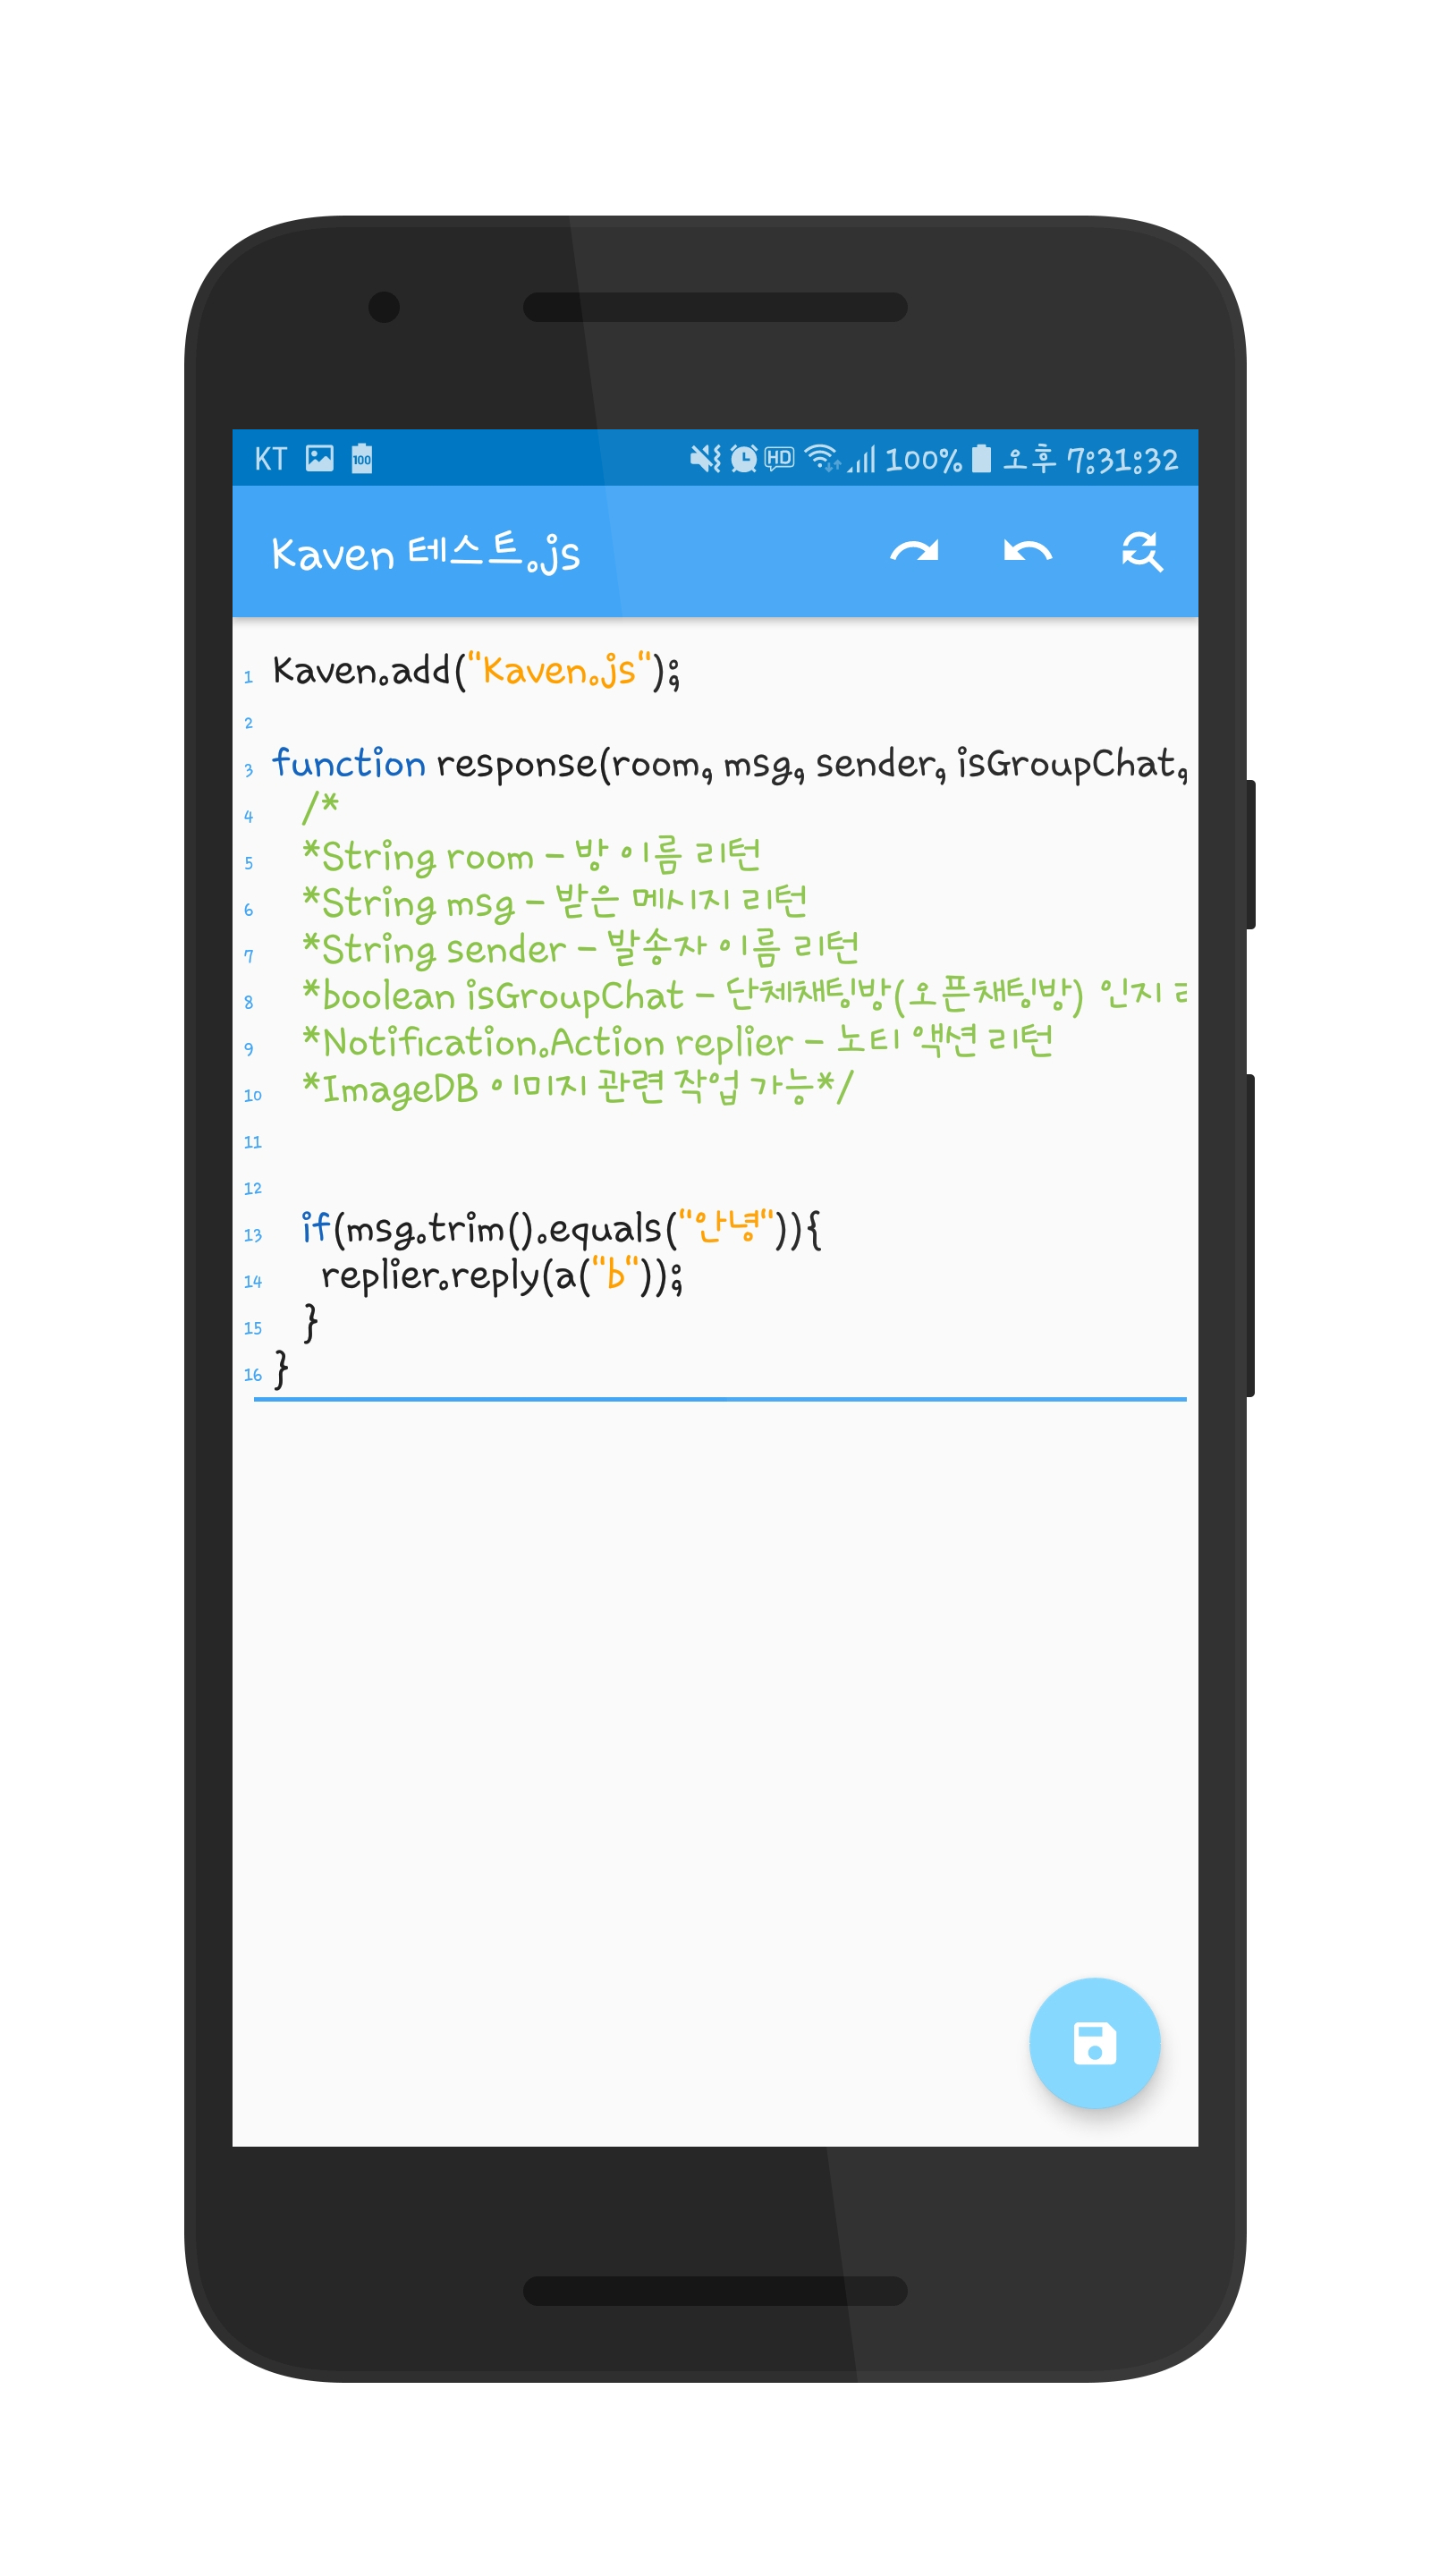 KT 100 HD 100% 오후 7:31:32
Kaven 테스트.js
1 Kaven.add("Kaven.js");
2
3 function response(room, msg, sender, isGroupChat,
4 /*
5 *String room - 방 이름 리턴
6 *String msg - 받은 메시지 리턴
7 *String sender - 발송자 이름 리턴
8 *boolean isGroupChat - 단체채팅방(오픈채팅방) 인지
9 *Notification.Action replier - 노티 액션 리턴
10 *ImageDB 이미지 관련 작업 가능*/
11
12
13 if(msg.trim().equals("안녕")){
14 replier.reply(a("b"));
15 }
16 }